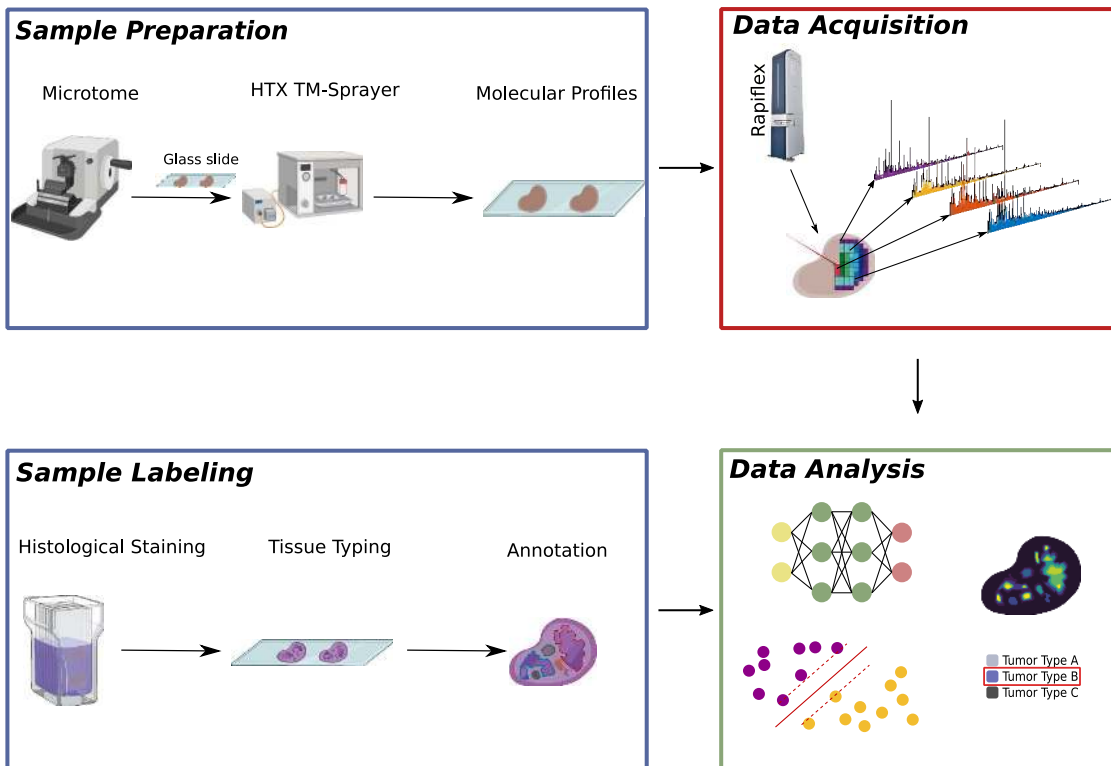 Sample Preparation
Microtome
HTX TM-Sprayer
Molecular Profiles
Glass slide
Data Acquisition
Rapiflex
Sample Labeling
Histological Staining
Tissue Typing
Annotation
Data Analysis
Tumor Type A
Tumor Type B
Tumor Type C